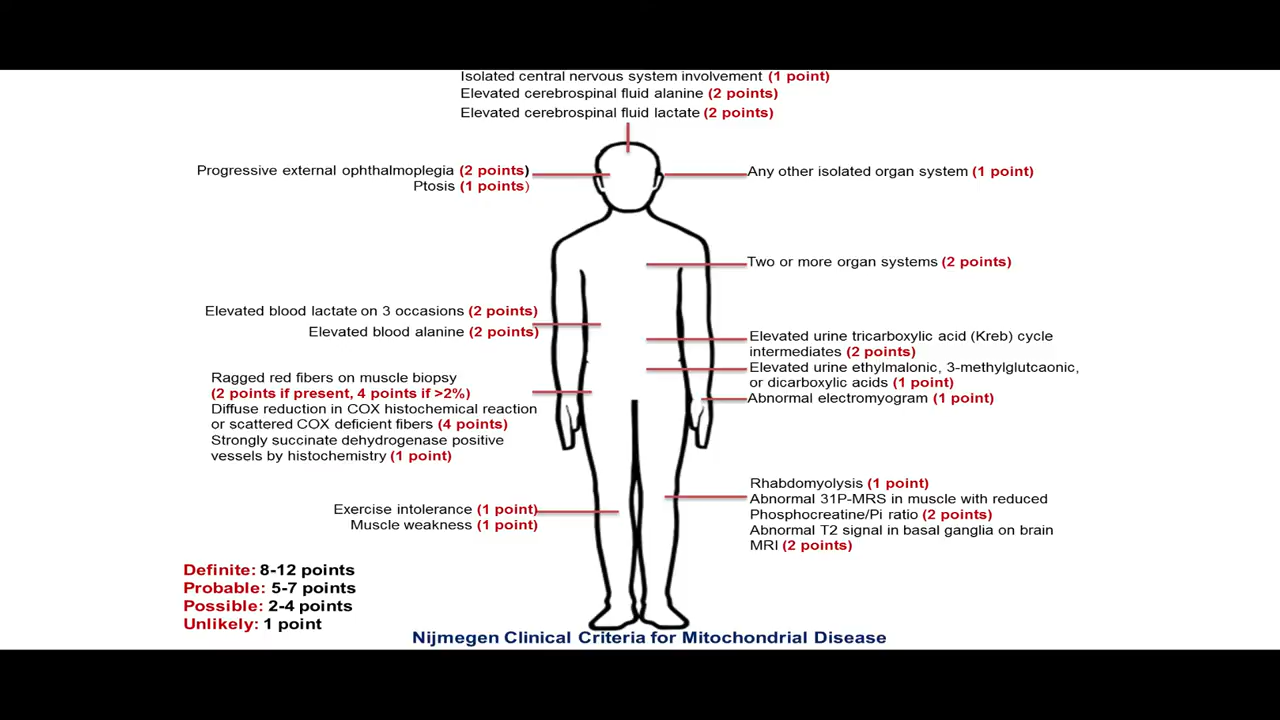 Isolated central nervous system involvement (1 point)
Elevated cerebrospinal fluid alanine (2 points)
Elevated cerebrospinal fluid lactate (2 points)
Progressive external ophthalmoplegia (2 points)
Ptosis (1 points)
Any other isolated organ system (1 point)
Two or more organ systems (2 points)
Elevated blood lactate on 3 occasions (2 points)
Elevated blood alanine (2 points)
Elevated urine tricarboxylic acid (Kreb) cycle
intermediates (2 points)
Elevated urine ethylmalonic, 3-methylglutcaonic,
or dicarboxylic acids (1 point)
Abnormal electromyogram (1 point)
Ragged red fibers on muscle biopsy
(2 points if present, 4 points if >2%)
Diffuse reduction in COX histochemical reaction
or scattered COX deficient fibers (4 points)
Strongly succinate dehydrogenase positive
vessels by histochemistry (1 point)
Rhabdomyolysis (1 point)
Abnormal 31P-MRS in muscle with reduced
Phosphocreatine/Pi ratio (2 points)
Abnormal T2 signal in basal ganglia on brain
MRI (2 points)
Exercise intolerance (1 point)
Muscle weakness (1 point)
Definite: 8-12 points
Probable: 5-7 points
Possible: 2-4 points
Unlikely: 1 point
Nijmegen Clinical Criteria for Mitochondrial Disease